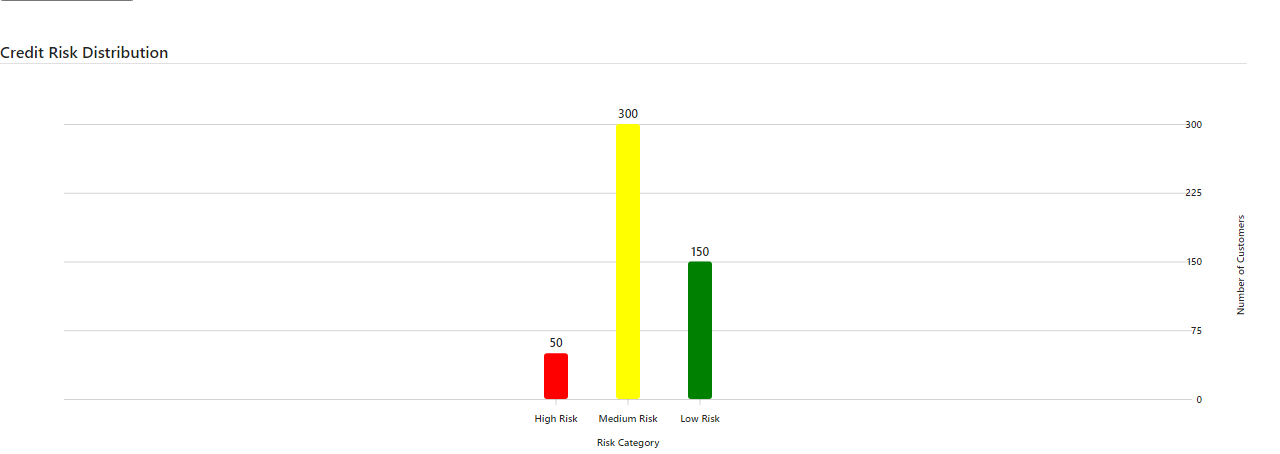 Credit Risk Distribution
300
300
225
150
150
75
50
0
Number of Customers
High Risk Medium Risk Low Risk
Risk Category